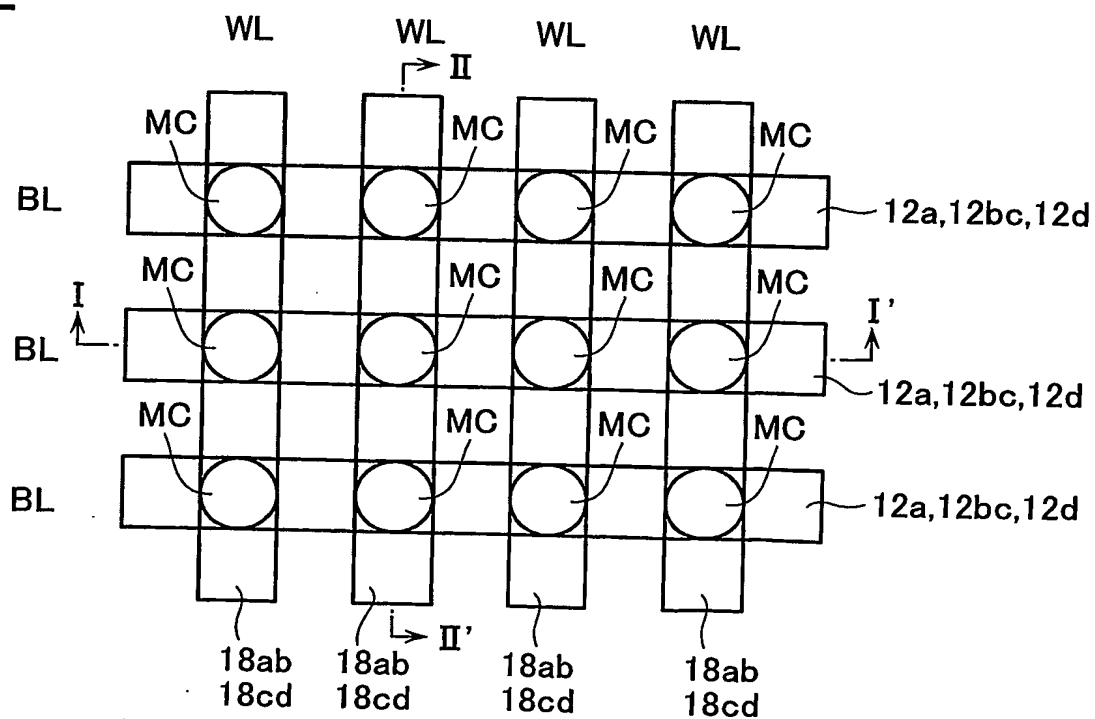 WL WL WL WL
II
MC MC MC MC
BL
12a,12bc,12d
MC MC MC MC
I I'
BL
12a,12bc,12d
MC MC MC MC
BL
12a,12bc,12d
II'
18ab 18ab 18ab 18ab
18cd 18cd 18cd 18cd